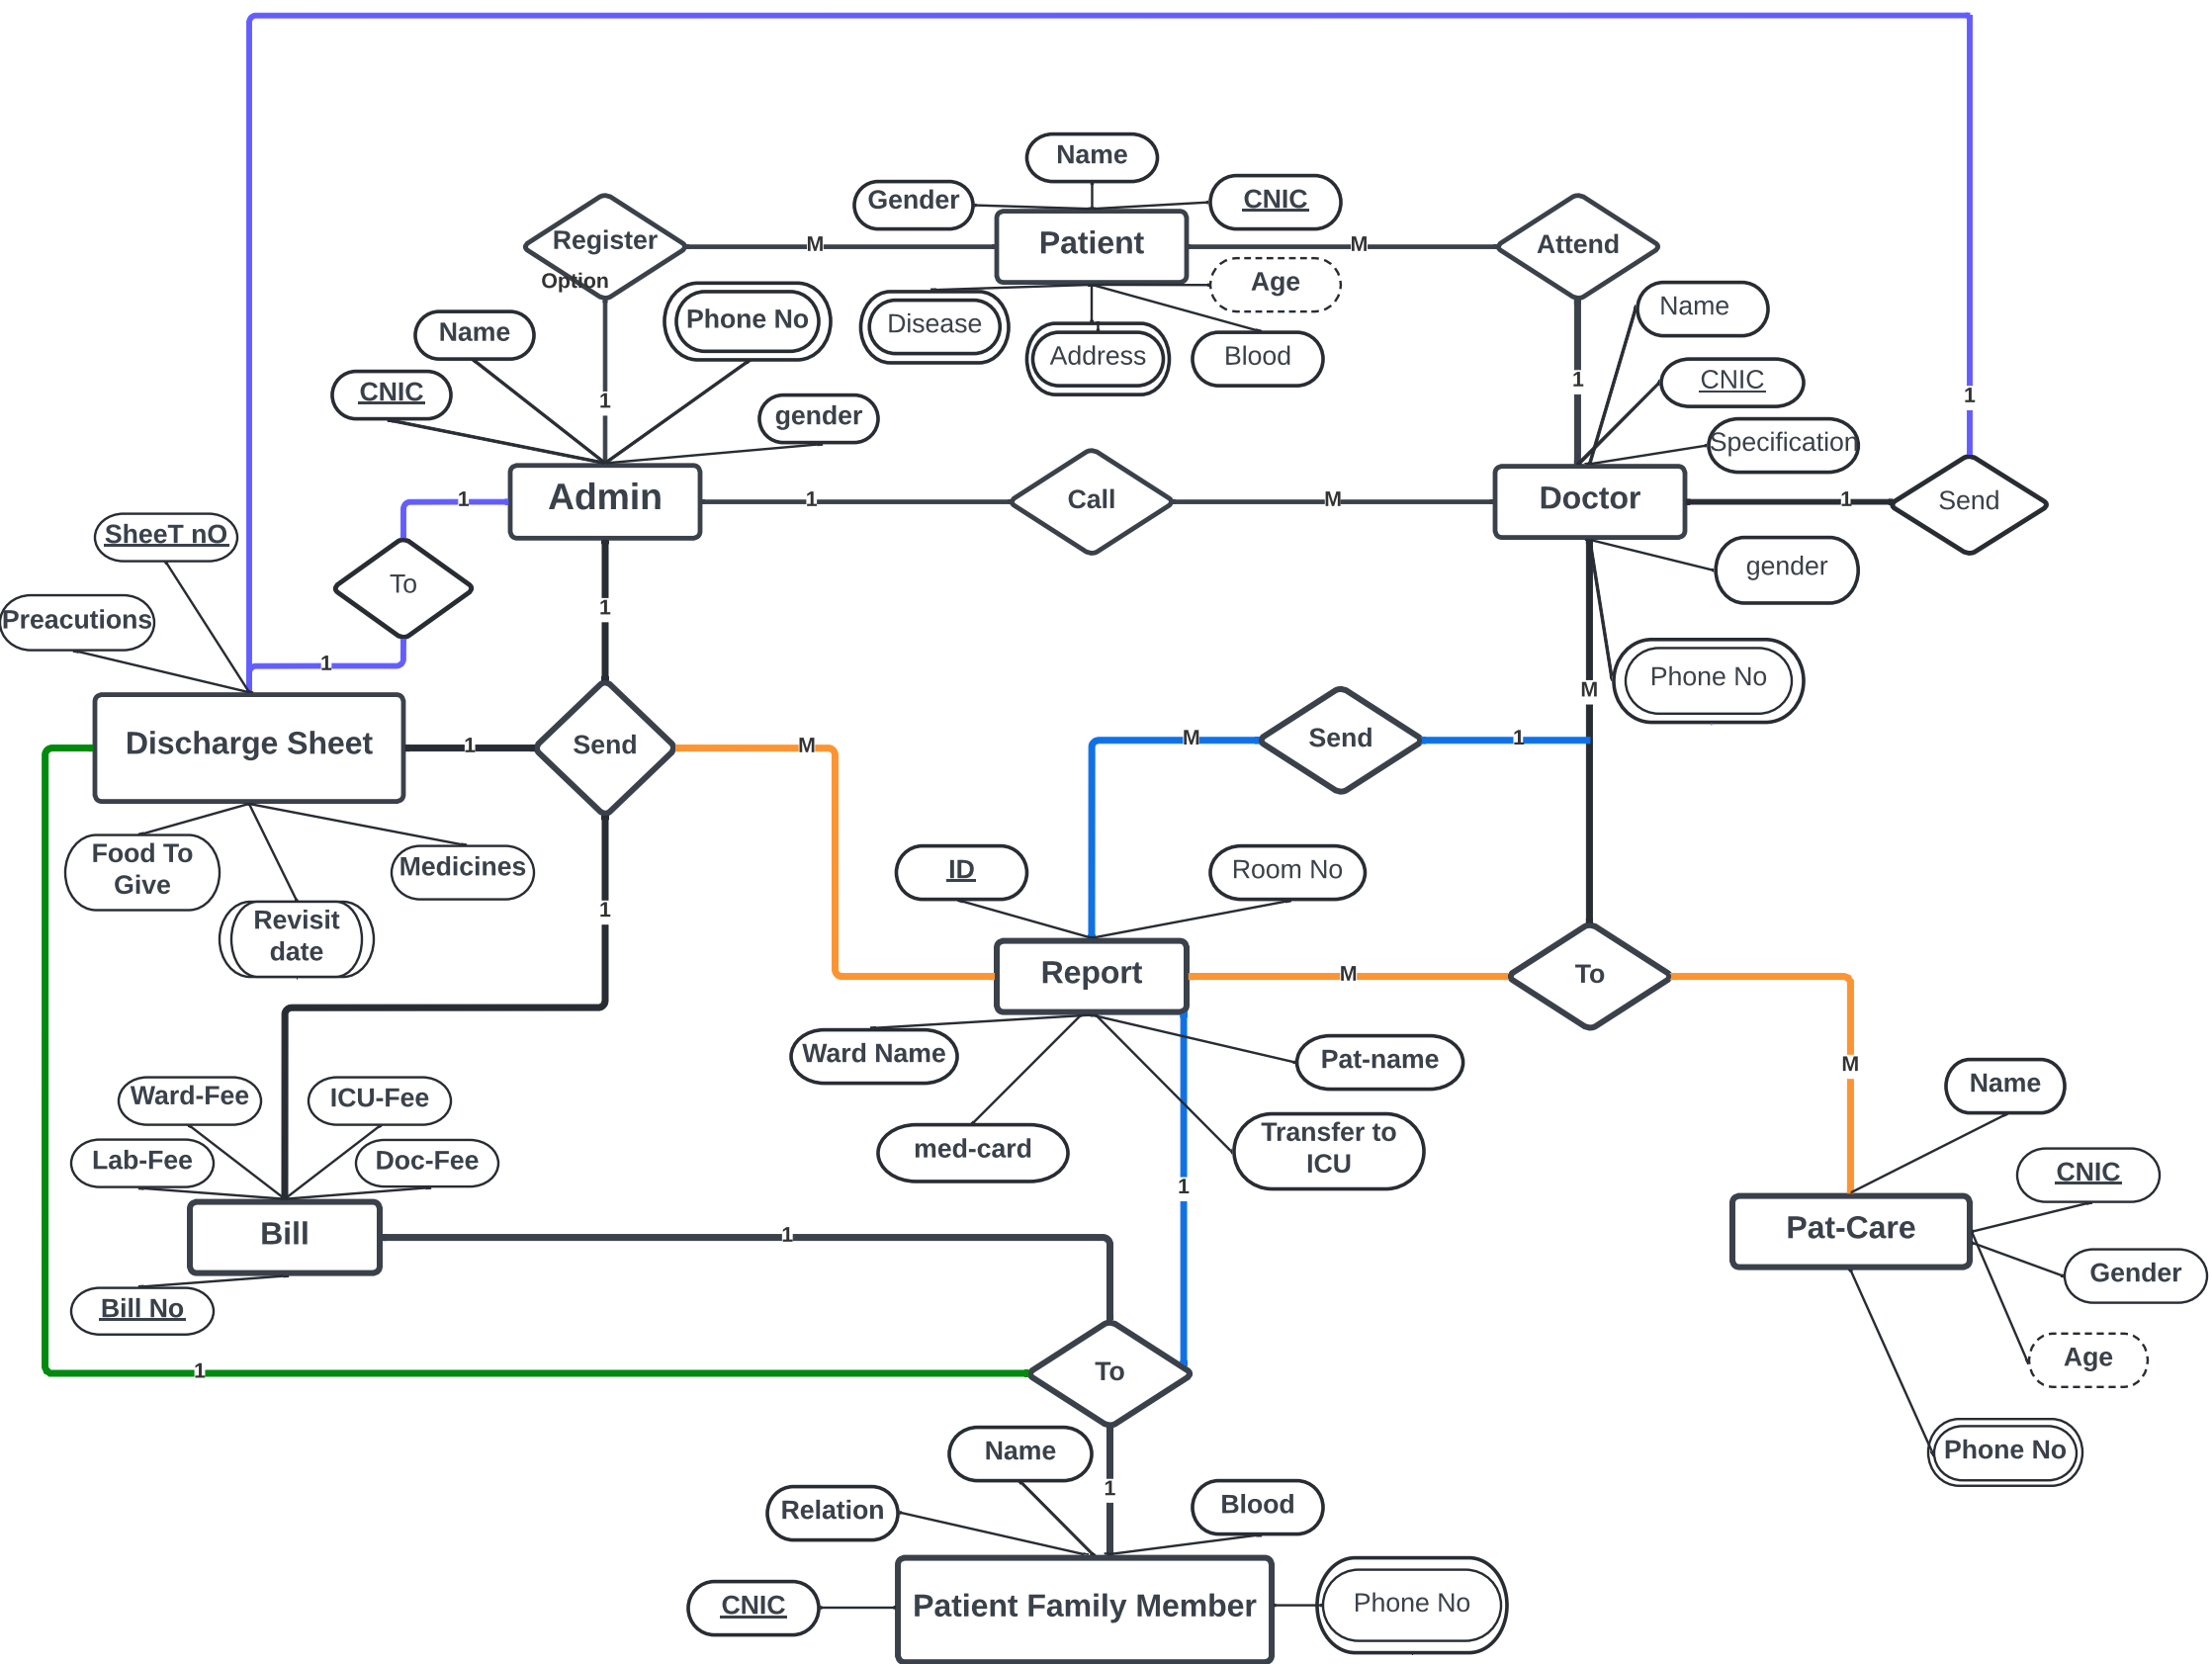 Name
Gender
CNIC
Register
M
Patient
M
Attend
Option
Age
Name
Phone No
Disease
Address
Blood
Name
1
CNIC
1
CNIC
1
gender
Specification
Admin
1
Call
M
Doctor
1
Send
1
SheeT nO
To
gender
Preacutions
1
1
Phone No
M
Discharge Sheet
1
Send
M
M
Send
1
Food To
Give
Medicines
ID
Room No
Revisit
date
1
Report
M
To
Ward Name
Pat-name
M
Name
Ward-Fee
ICU-Fee
med-card
Transfer to
ICU
Lab-Fee
Doc-Fee
CNIC
1
Bill
1
Pat-Care
Gender
Bill No
1
To
Age
Name
Phone No
1
Relation
Blood
CNIC
Patient Family Member
Phone No